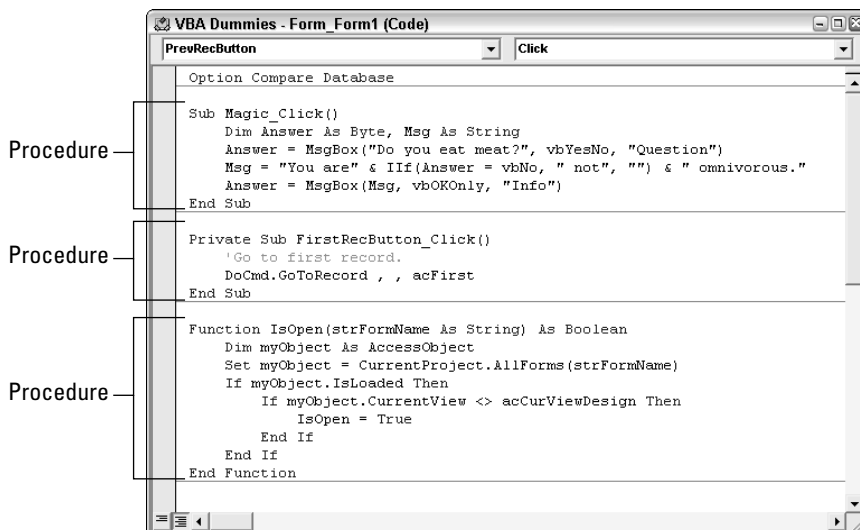 VBA Dummies - Form_Form1 (Code)
PrevRecButton Click
Option Compare Database
Procedure
Sub Magic_Click()
    Dim Answer As Byte, Msg As String
    Answer = MsgBox("Do you eat meat?", vbYesNo, "Question")
    Msg = "You are" & IIf(Answer = vbNo, " not", "") & " omnivorous."
    Answer = MsgBox(Msg, vbOKOnly, "Info")
End Sub
Procedure
Private Sub FirstRecButton_Click()
    'Go to first record.
    DoCmd.GoToRecord , , acFirst
End Sub
Procedure
Function IsOpen(strFormName As String) As Boolean
    Dim myObject As AccessObject
    Set myObject = CurrentProject.AllForms(strFormName)
    If myObject.IsLoaded Then
        If myObject.CurrentView <> acCurViewDesign Then
            IsOpen = True
        End If
    End If
End Function